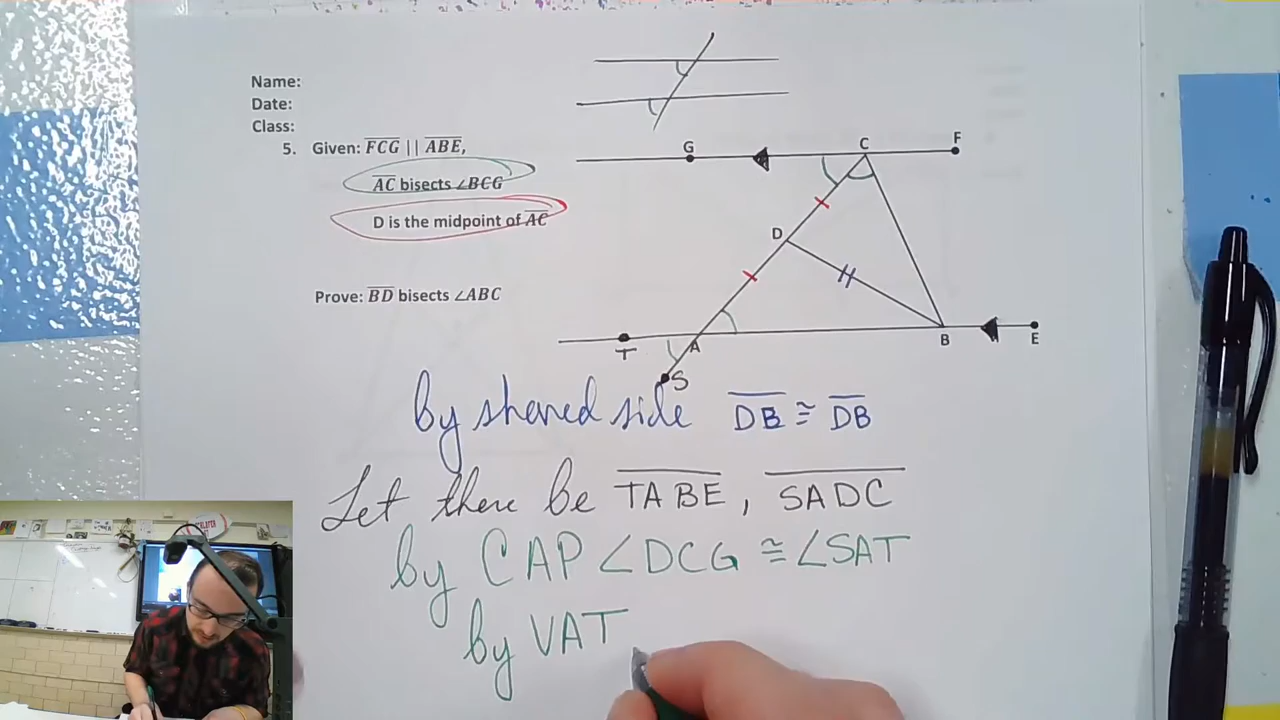 Name:
Date:
Class:
5. Given: FCG || ABE,
AC bisects ∠BCG
D is the midpoint of AC
Prove: BD bisects ∠ABC
G
C
F
D
T
A
B
E
S
By shared side DB ≅ DB
Let there be TABE, SADC
by CAP ∠DCG ≅ ∠SAT
by VAT